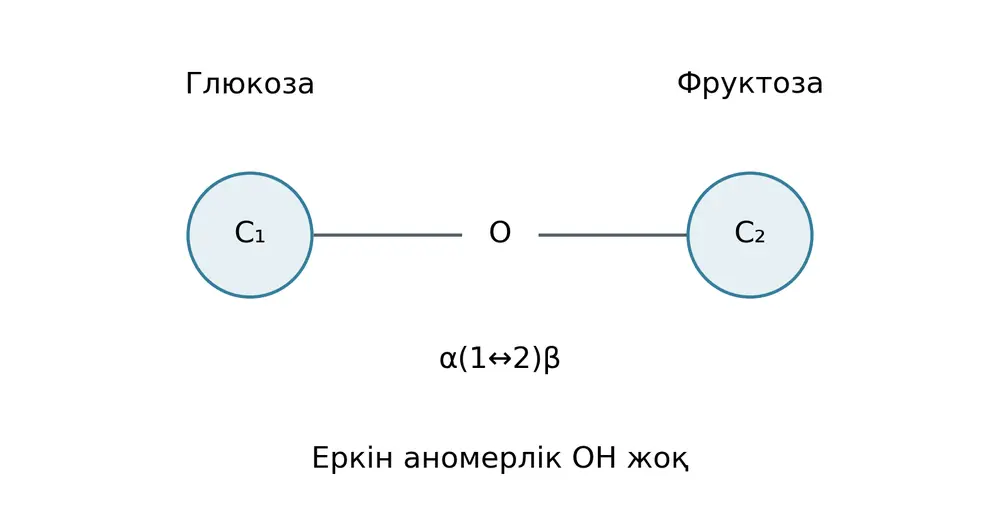 Глюкоза Фруктоза
C₁ O C₂
α(1↔2)β
Еркін аномерлік OH жоқ